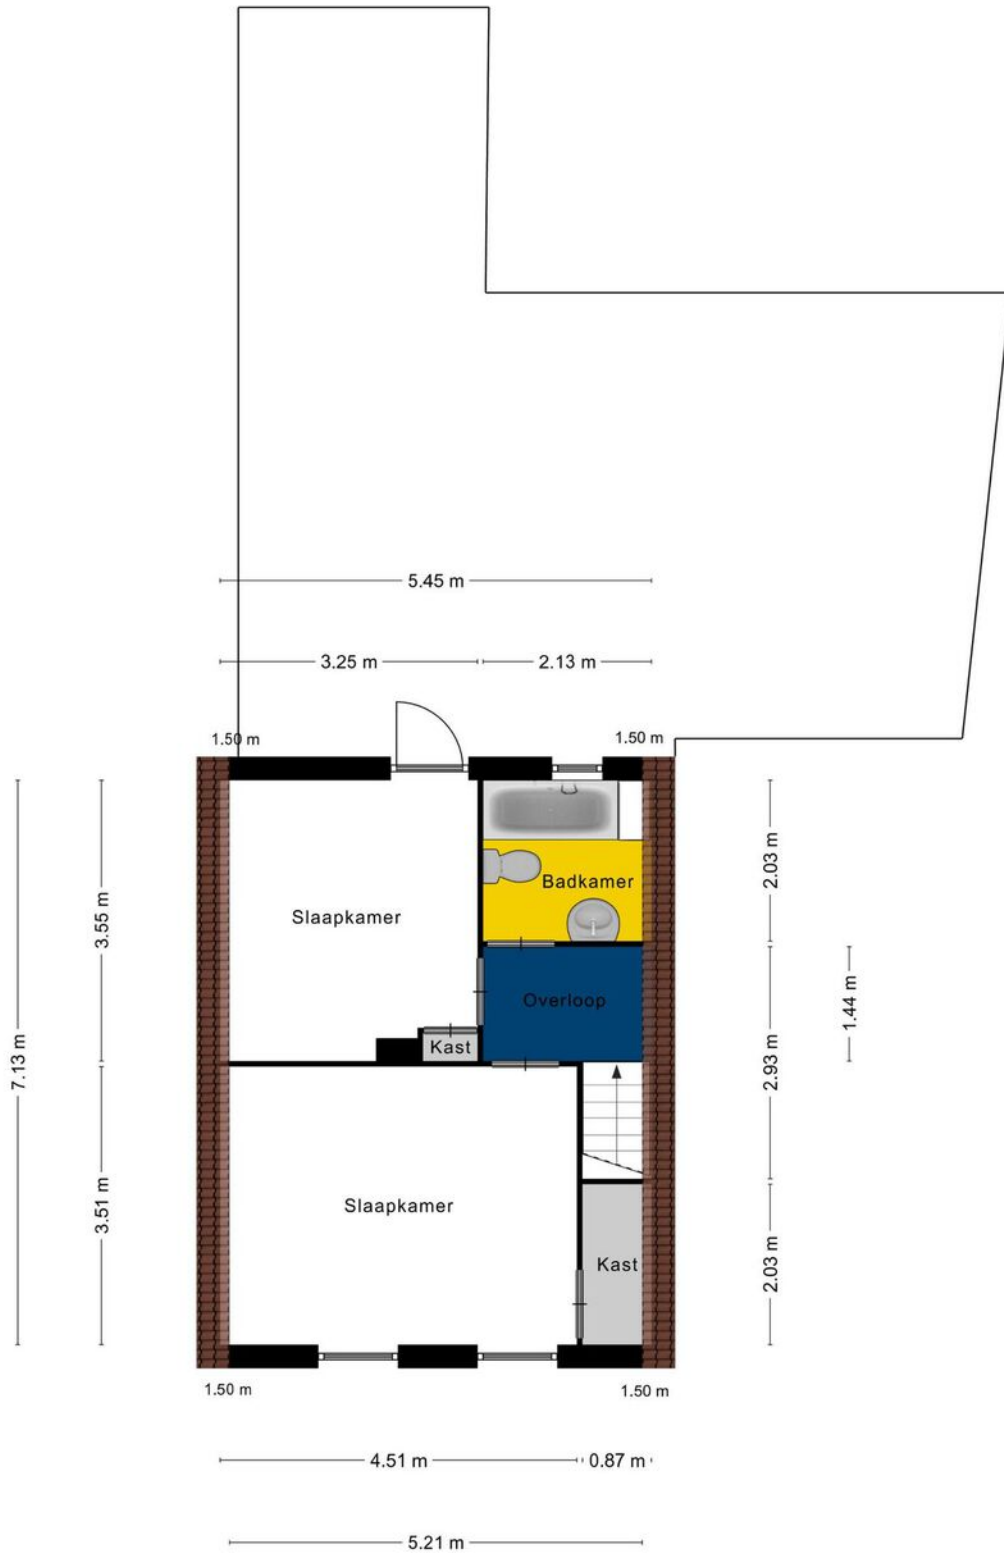 5.45 m
3.25 m
2.13 m
1.50 m
1.50 m
2.03 m
Badkamer
Slaapkamer
3.55 m
Overloop
1.44 m
Kast
7.13 m
2.93 m
Slaapkamer
3.51 m
Kast
2.03 m
1.50 m
1.50 m
4.51 m
0.87 m
5.21 m